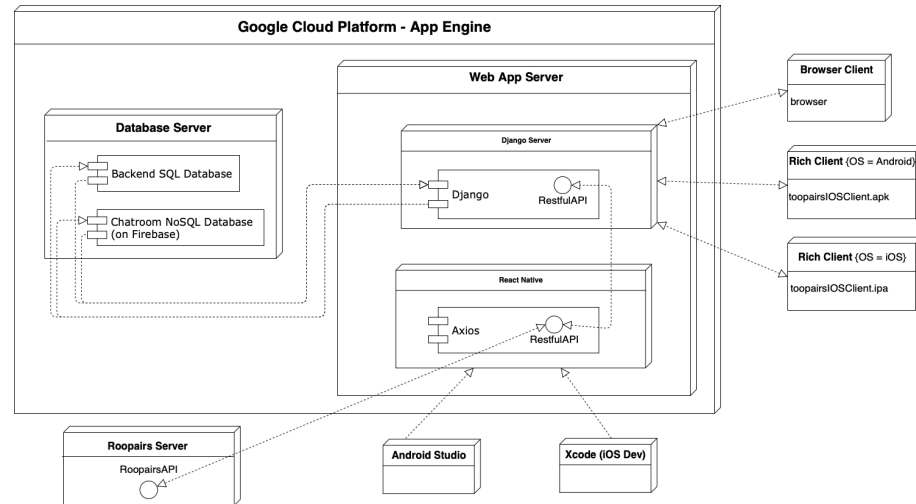 Google Cloud Platform - App Engine
Web App Server
Browser Client
browser
Database Server
Django Server
Backend SQL Database
Django
RestfulAPI
Rich Client {OS = Android}
toopairsIOSClient.apk
Chatroom NoSQL Database
(on Firebase)
Rich Client {OS = iOS}
toopairsIOSClient.ipa
React Native
Axios
RestfulAPI
Roopairs Server
RoopairsAPI
Android Studio
Xcode (iOS Dev)